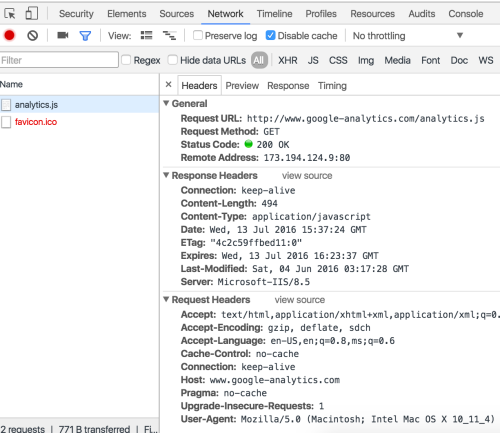 Security Elements Sources Network Timeline Profiles Resources Audits Console
View: Preserve log Disable cache No throttling
Filter Regex Hide data URLs All XHR JS CSS Img Media Font Doc WS
Name
Headers Preview Response Timing
analytics.js
favicon.ico
General
Request URL: http://www.google-analytics.com/analytics.js
Request Method: GET
Status Code: 200 OK
Remote Address: 173.194.124.9:80
Response Headers view source
Connection: keep-alive
Content-Length: 494
Content-Type: application/javascript
Date: Wed, 13 Jul 2016 15:37:24 GMT
ETag: "4c2c59ffbed11:0"
Expires: Wed, 13 Jul 2016 16:23:37 GMT
Last-Modified: Sat, 04 Jun 2016 03:17:28 GMT
Server: Microsoft-IIS/8.5
Request Headers view source
Accept: text/html,application/xhtml+xml,application/xml;q=0.
Accept-Encoding: gzip, deflate, sdch
Accept-Language: en-US,en;q=0.8,ms;q=0.6
Cache-Control: no-cache
Connection: keep-alive
Host: www.google-analytics.com
Pragma: no-cache
Upgrade-Insecure-Requests: 1
User-Agent: Mozilla/5.0 (Macintosh; Intel Mac OS X 10_11_4)
2 requests | 771 B transferred | Fi...